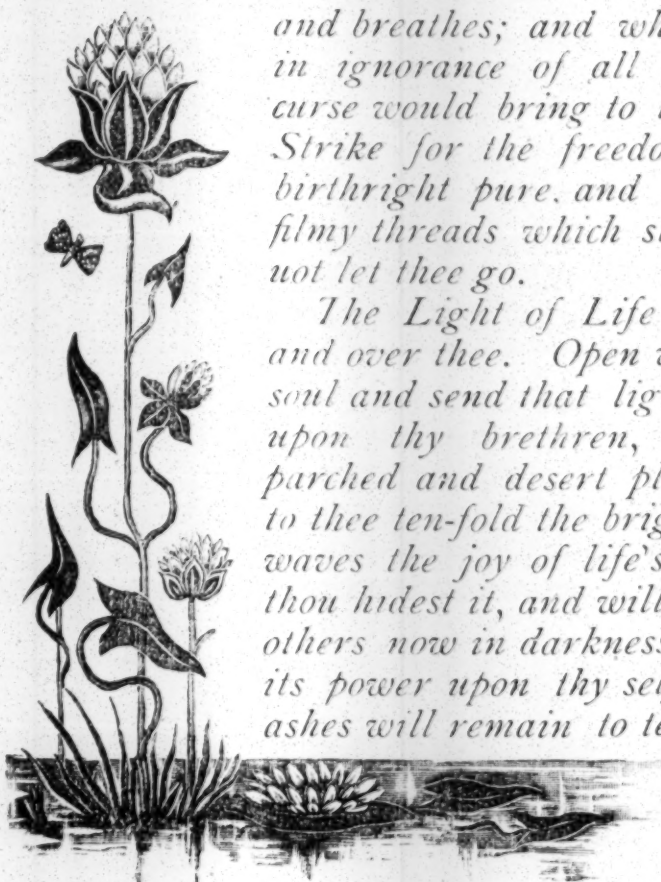 and breathes; and wh
in ignorance of all
curse would bring to
Strike for the freedo
birthright pure. and
filmy threads which s
uot let thee go.
The Light of Life
and over thee. Open
soul and send that lig
upon thy brethren,
parched and desert pl
to thee ten-fold the brig
waves the joy of life's
thou hidest it, and will
others now in darkness
its power upon thy sel
ashes will remain to te